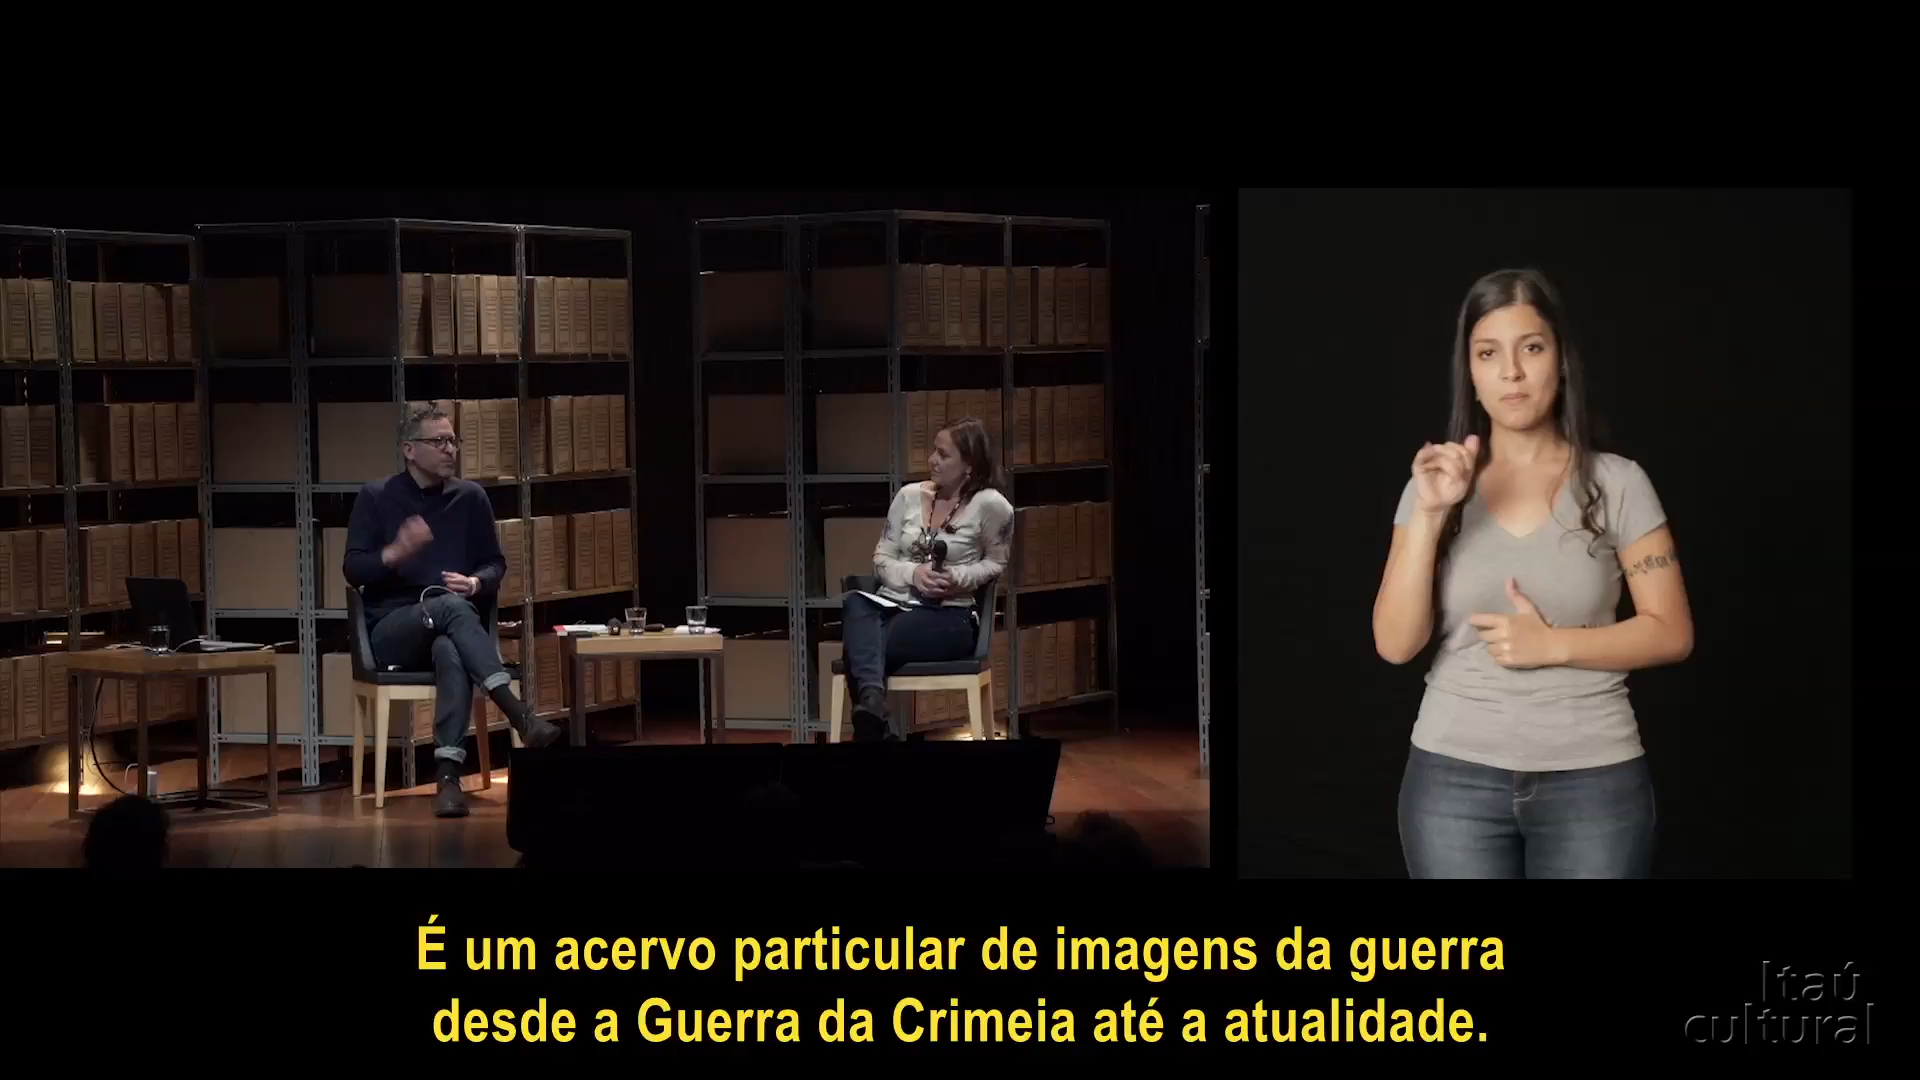 É um acervo particular de imagens da guerra
desde a Guerra da Crimeia até a atualidade.
Itaú
cultural